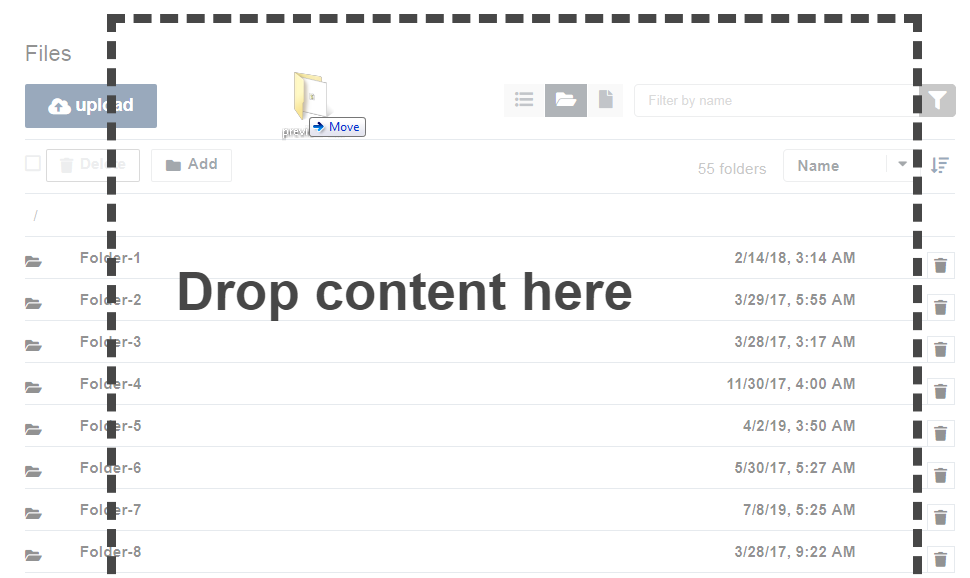 Files
upload
Filter by name
Move
Delete
Add
55 folders
Name
/
Folder-1 2/14/18, 3:14 AM
Drop content here
Folder-2 3/29/17, 5:55 AM
Folder-3 3/28/17, 3:17 AM
Folder-4 11/30/17, 4:00 AM
Folder-5 4/2/19, 3:50 AM
Folder-6 5/30/17, 5:27 AM
Folder-7 7/8/19, 5:25 AM
Folder-8 3/28/17, 9:22 AM